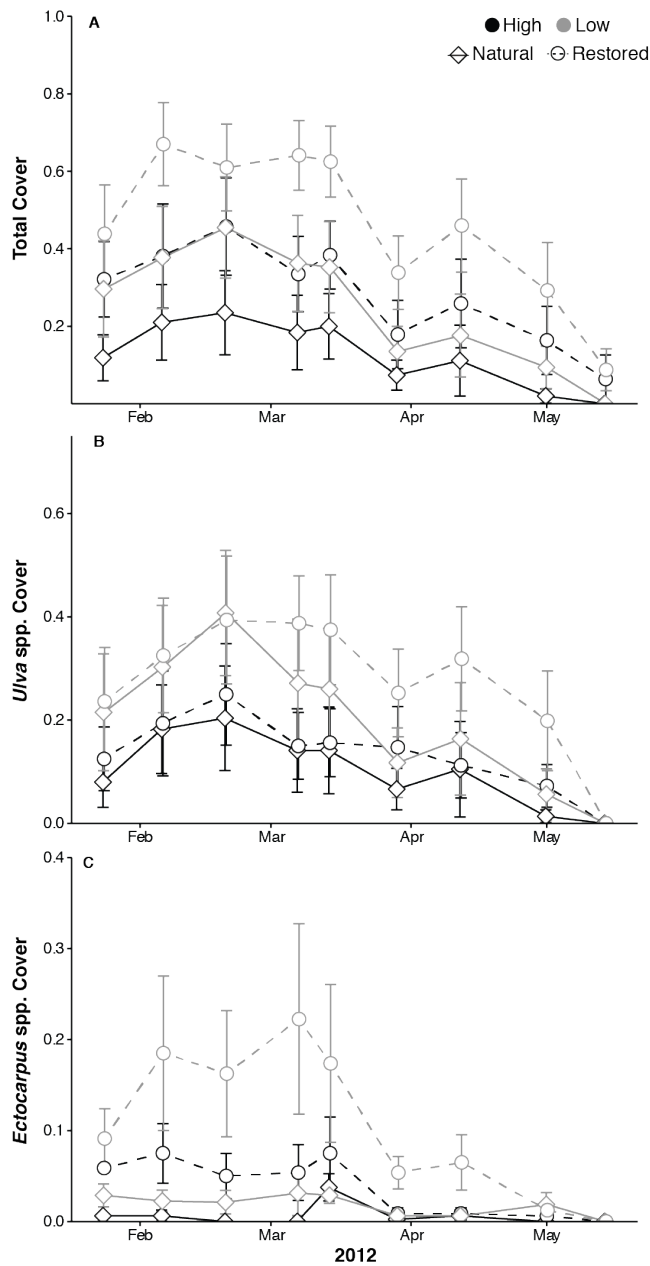 A
High Low
Natural Restored
Total Cover
1.0
0.8
0.6
0.4
0.2
Feb Mar Apr May
B
Ulva spp. Cover
0.6
0.4
0.2
0.0
Feb Mar Apr May
C
Ectocarpus spp. Cover
0.4
0.3
0.2
0.1
0.0
Feb Mar Apr May
2012